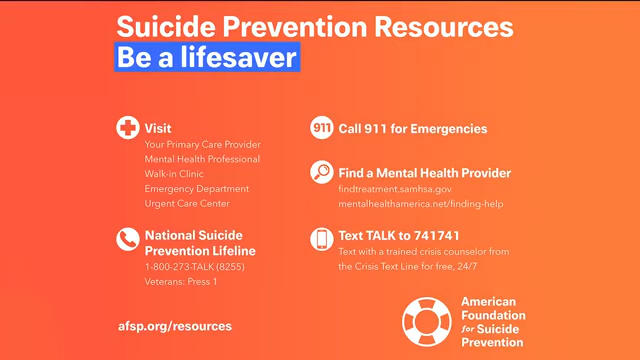 Suicide Prevention Resources
Be a lifesaver
Visit
Your Primary Care Provider
Mental Health Professional
Walk-in Clinic
Emergency Department
Urgent Care Center
National Suicide
Prevention Lifeline
1-800-273-TALK (8255)
Veterans: Press 1
911
Call 911 for Emergencies
Find a Mental Health Provider
findtreatment.samhsa.gov
mentalhealthamerica.net/finding-help
Text TALK to 741741
Text with a trained crisis counselor from
the Crisis Text Line for free, 24/7
afsp.org/resources
American
Foundation
for Suicide
Prevention